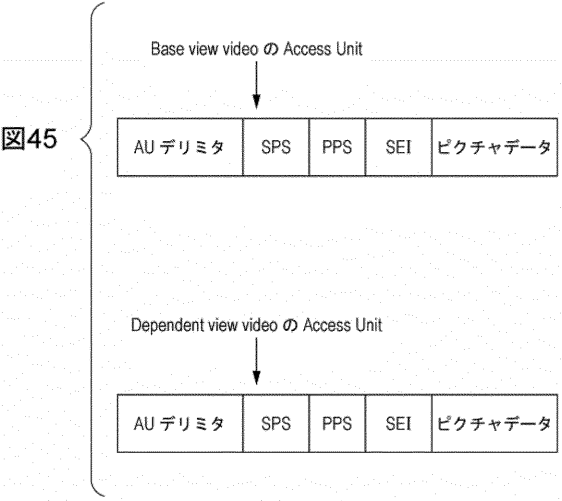 図45
Base view video の Access Unit
AU デリミタ SPS PPS SEI ピクチャデータ
Dependent view video の Access Unit
AU デリミタ SPS PPS SEI ピクチャデータ